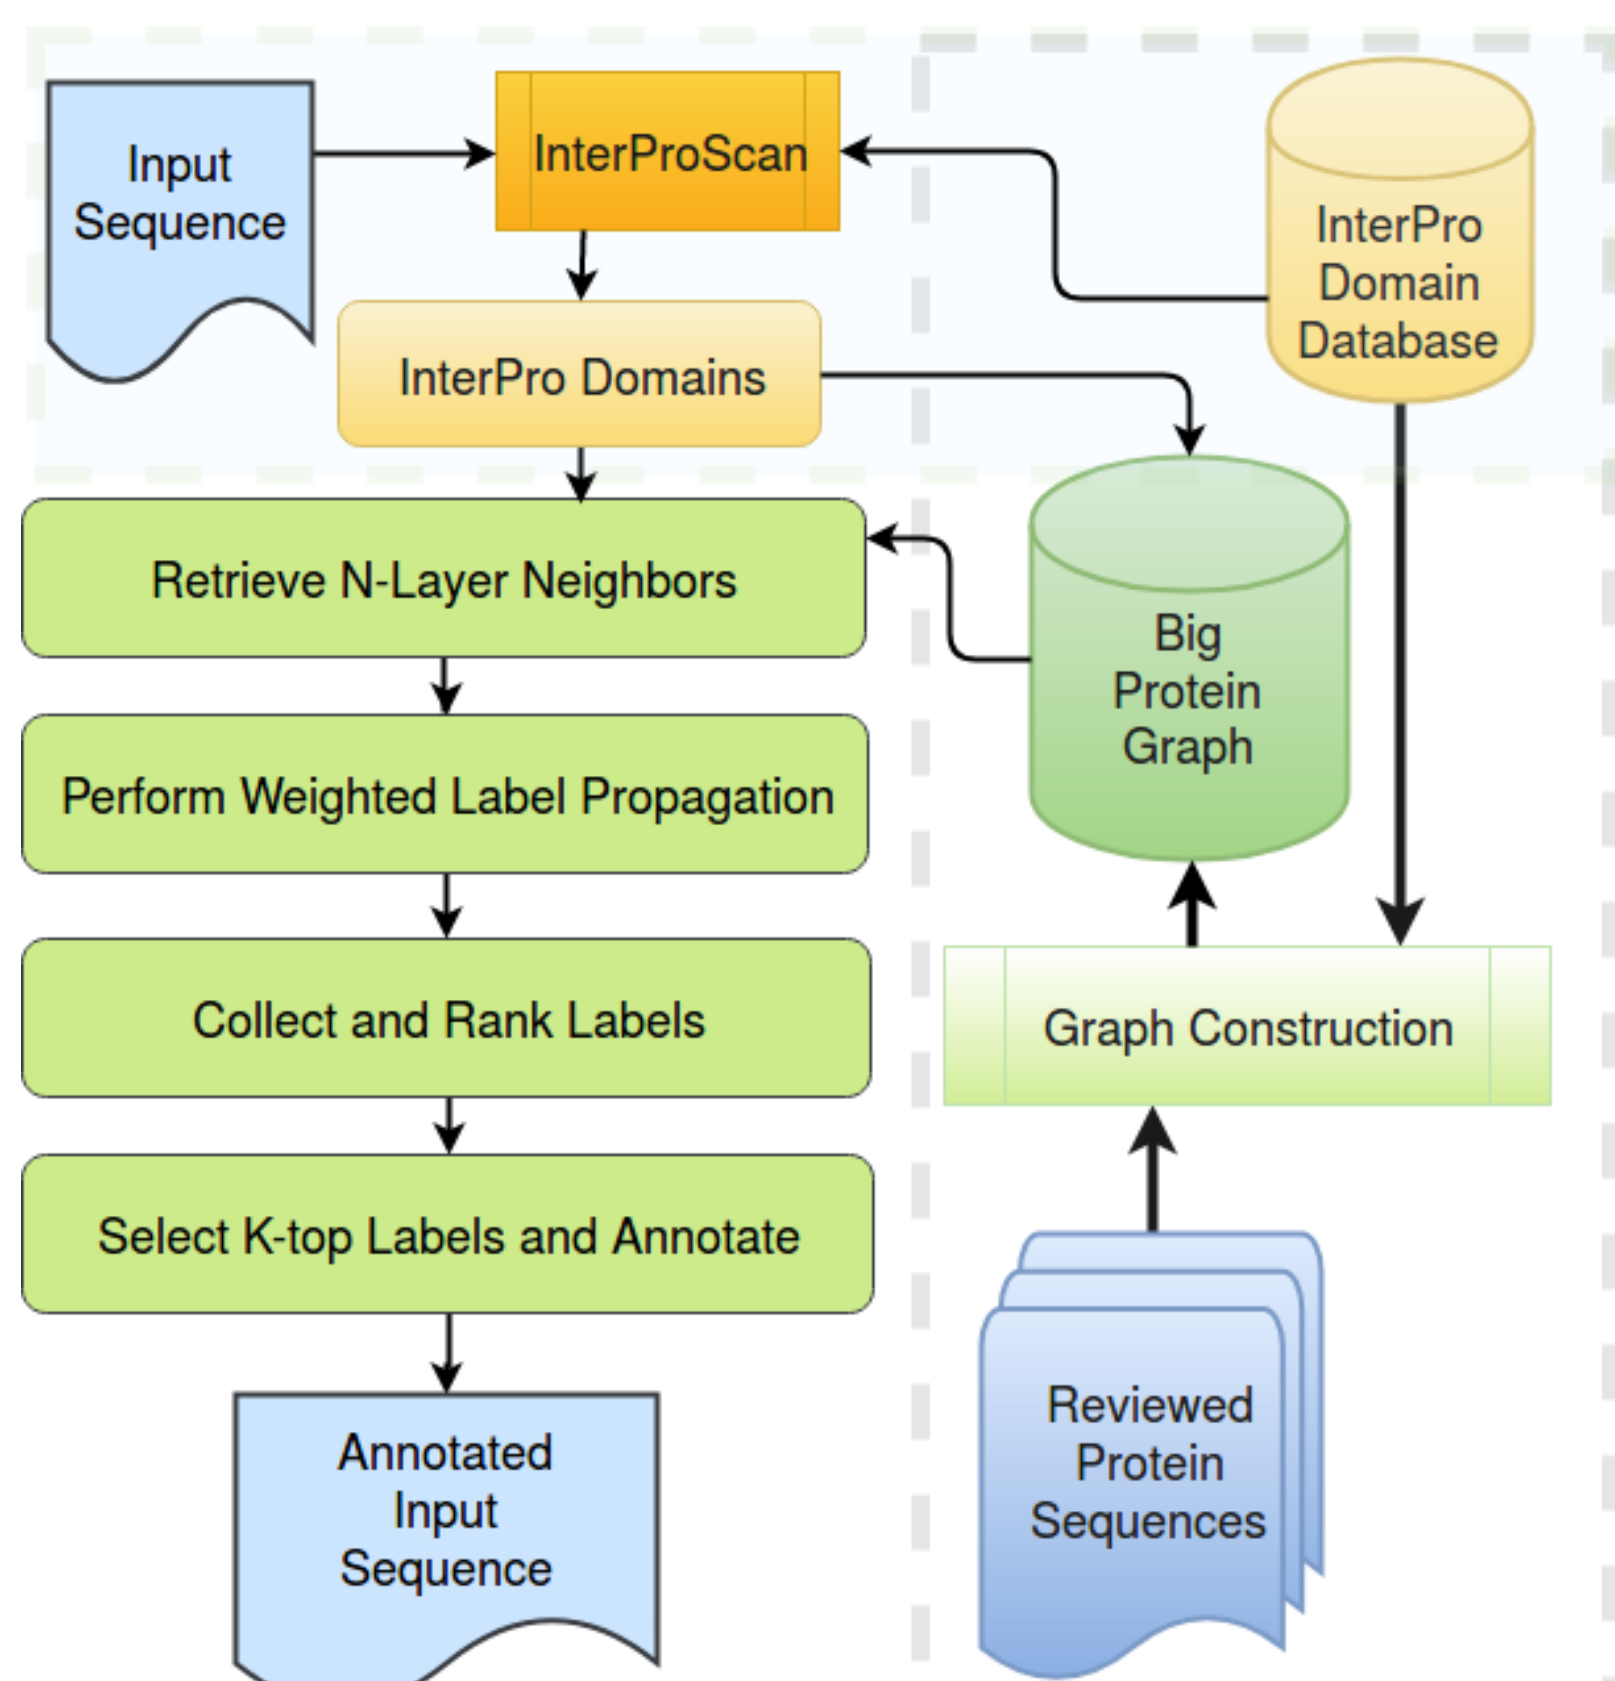 Input
Sequence
InterProScan
InterPro
Domain
Database
InterPro Domains
Retrieve N-Layer Neighbors
Big
Protein
Graph
Perform Weighted Label Propagation
Collect and Rank Labels
Graph Construction
Select K-top Labels and Annotate
Annotated
Input
Sequence
Reviewed
Protein
Sequences